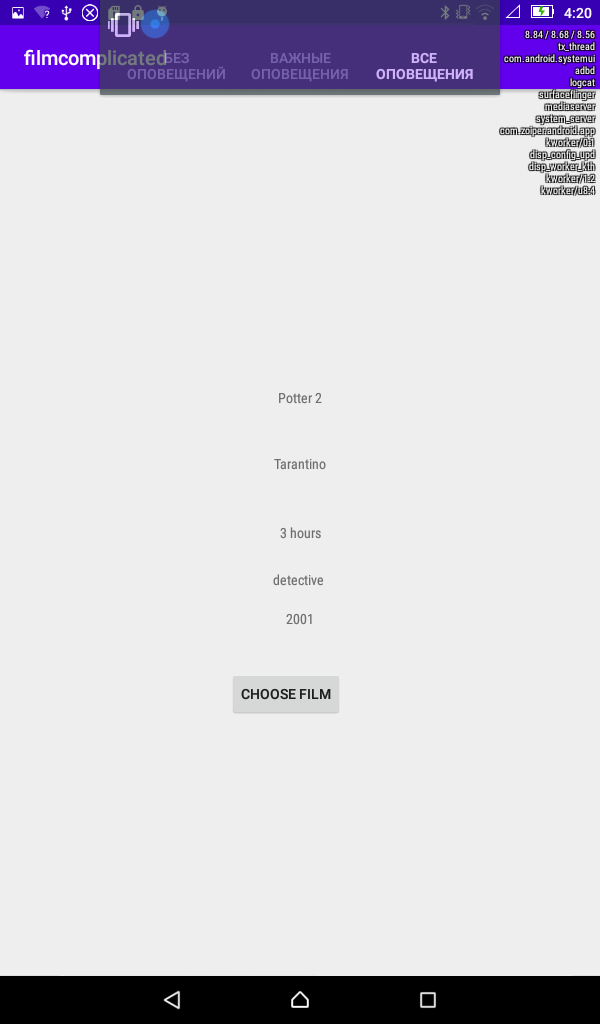 4:20
filmcomplicated
БЕЗ
ОПОВЕЩЕНИЙ
ВАЖНЫЕ
ОПОВЕЩЕНИЯ
ВСЕ
ОПОВЕЩЕНИЯ
8.84 / 8.68 / 8.56
tx_thread
com.android.systemui
adbd
logcat
surfaceflinger
mediaserver
system_server
com.zoiper.android.app
kworker/0:1
disp_config_upd
disp_worker_kth
kworker/1:2
kworker/u8:4
Potter 2
Tarantino
3 hours
detective
2001
CHOOSE FILM